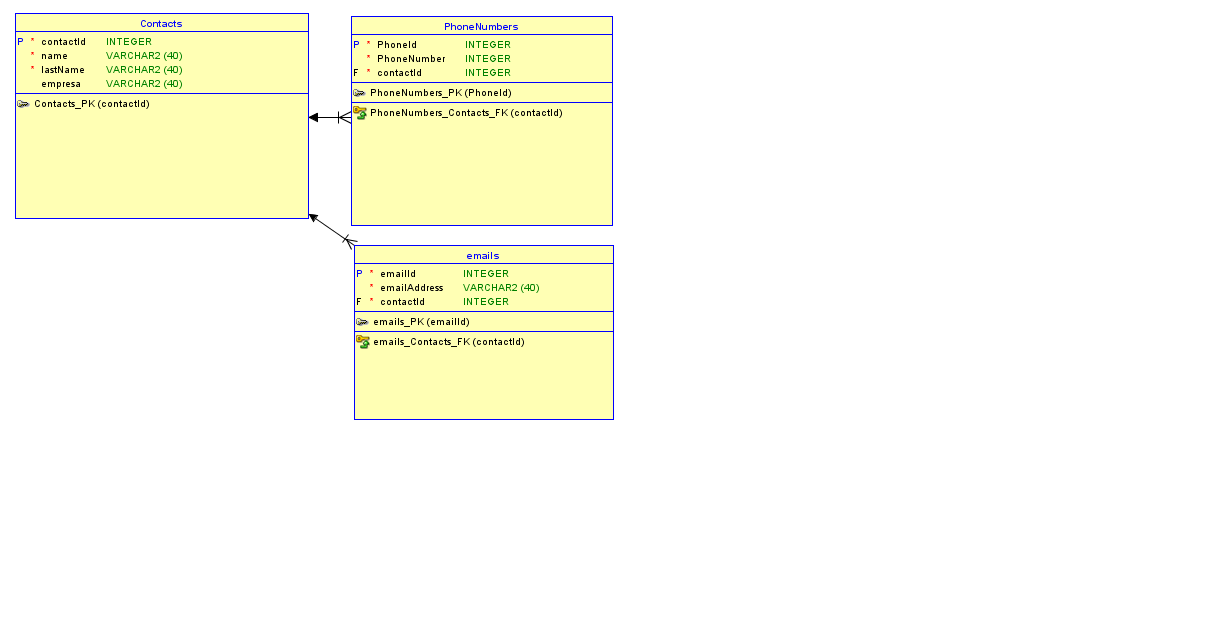 Contacts
P * contactId INTEGER
* name VARCHAR2 (40)
* lastName VARCHAR2 (40)
empresa VARCHAR2 (40)
Contacts_PK (contactId)
PhoneNumbers
P * PhoneId INTEGER
* PhoneNumber INTEGER
F * contactId INTEGER
PhoneNumbers_PK (PhoneId)
PhoneNumbers_Contacts_FK (contactId)
emails
P * emailId INTEGER
* emailAddress VARCHAR2 (40)
F * contactId INTEGER
emails_PK (emailId)
emails_Contacts_FK (contactId)